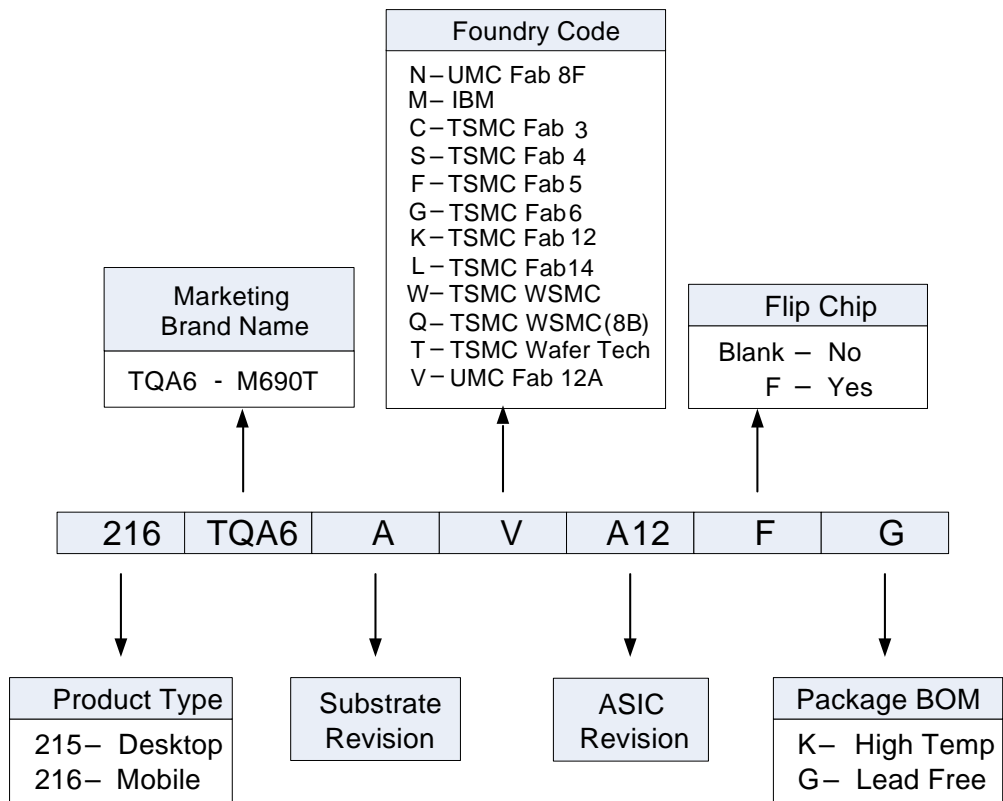 Foundry Code
N– UMC Fab 8F
M– IBM
C– TSMC Fab 3
S– TSMC Fab 4
F– TSMC Fab 5
G– TSMC Fab 6
K– TSMC Fab 12
L– TSMC Fab14
W– TSMC WSMC
Q– TSMC WSMC(8B)
T– TSMC Wafer Tech
V– UMC Fab 12A
Marketing
Brand Name
TQA6 - M690T
Flip Chip
Blank – No
F – Yes
216 TQA6 A V A12 F G
Product Type
215– Desktop
216– Mobile
Substrate
Revision
ASIC
Revision
Package BOM
K– High Temp
G– Lead Free